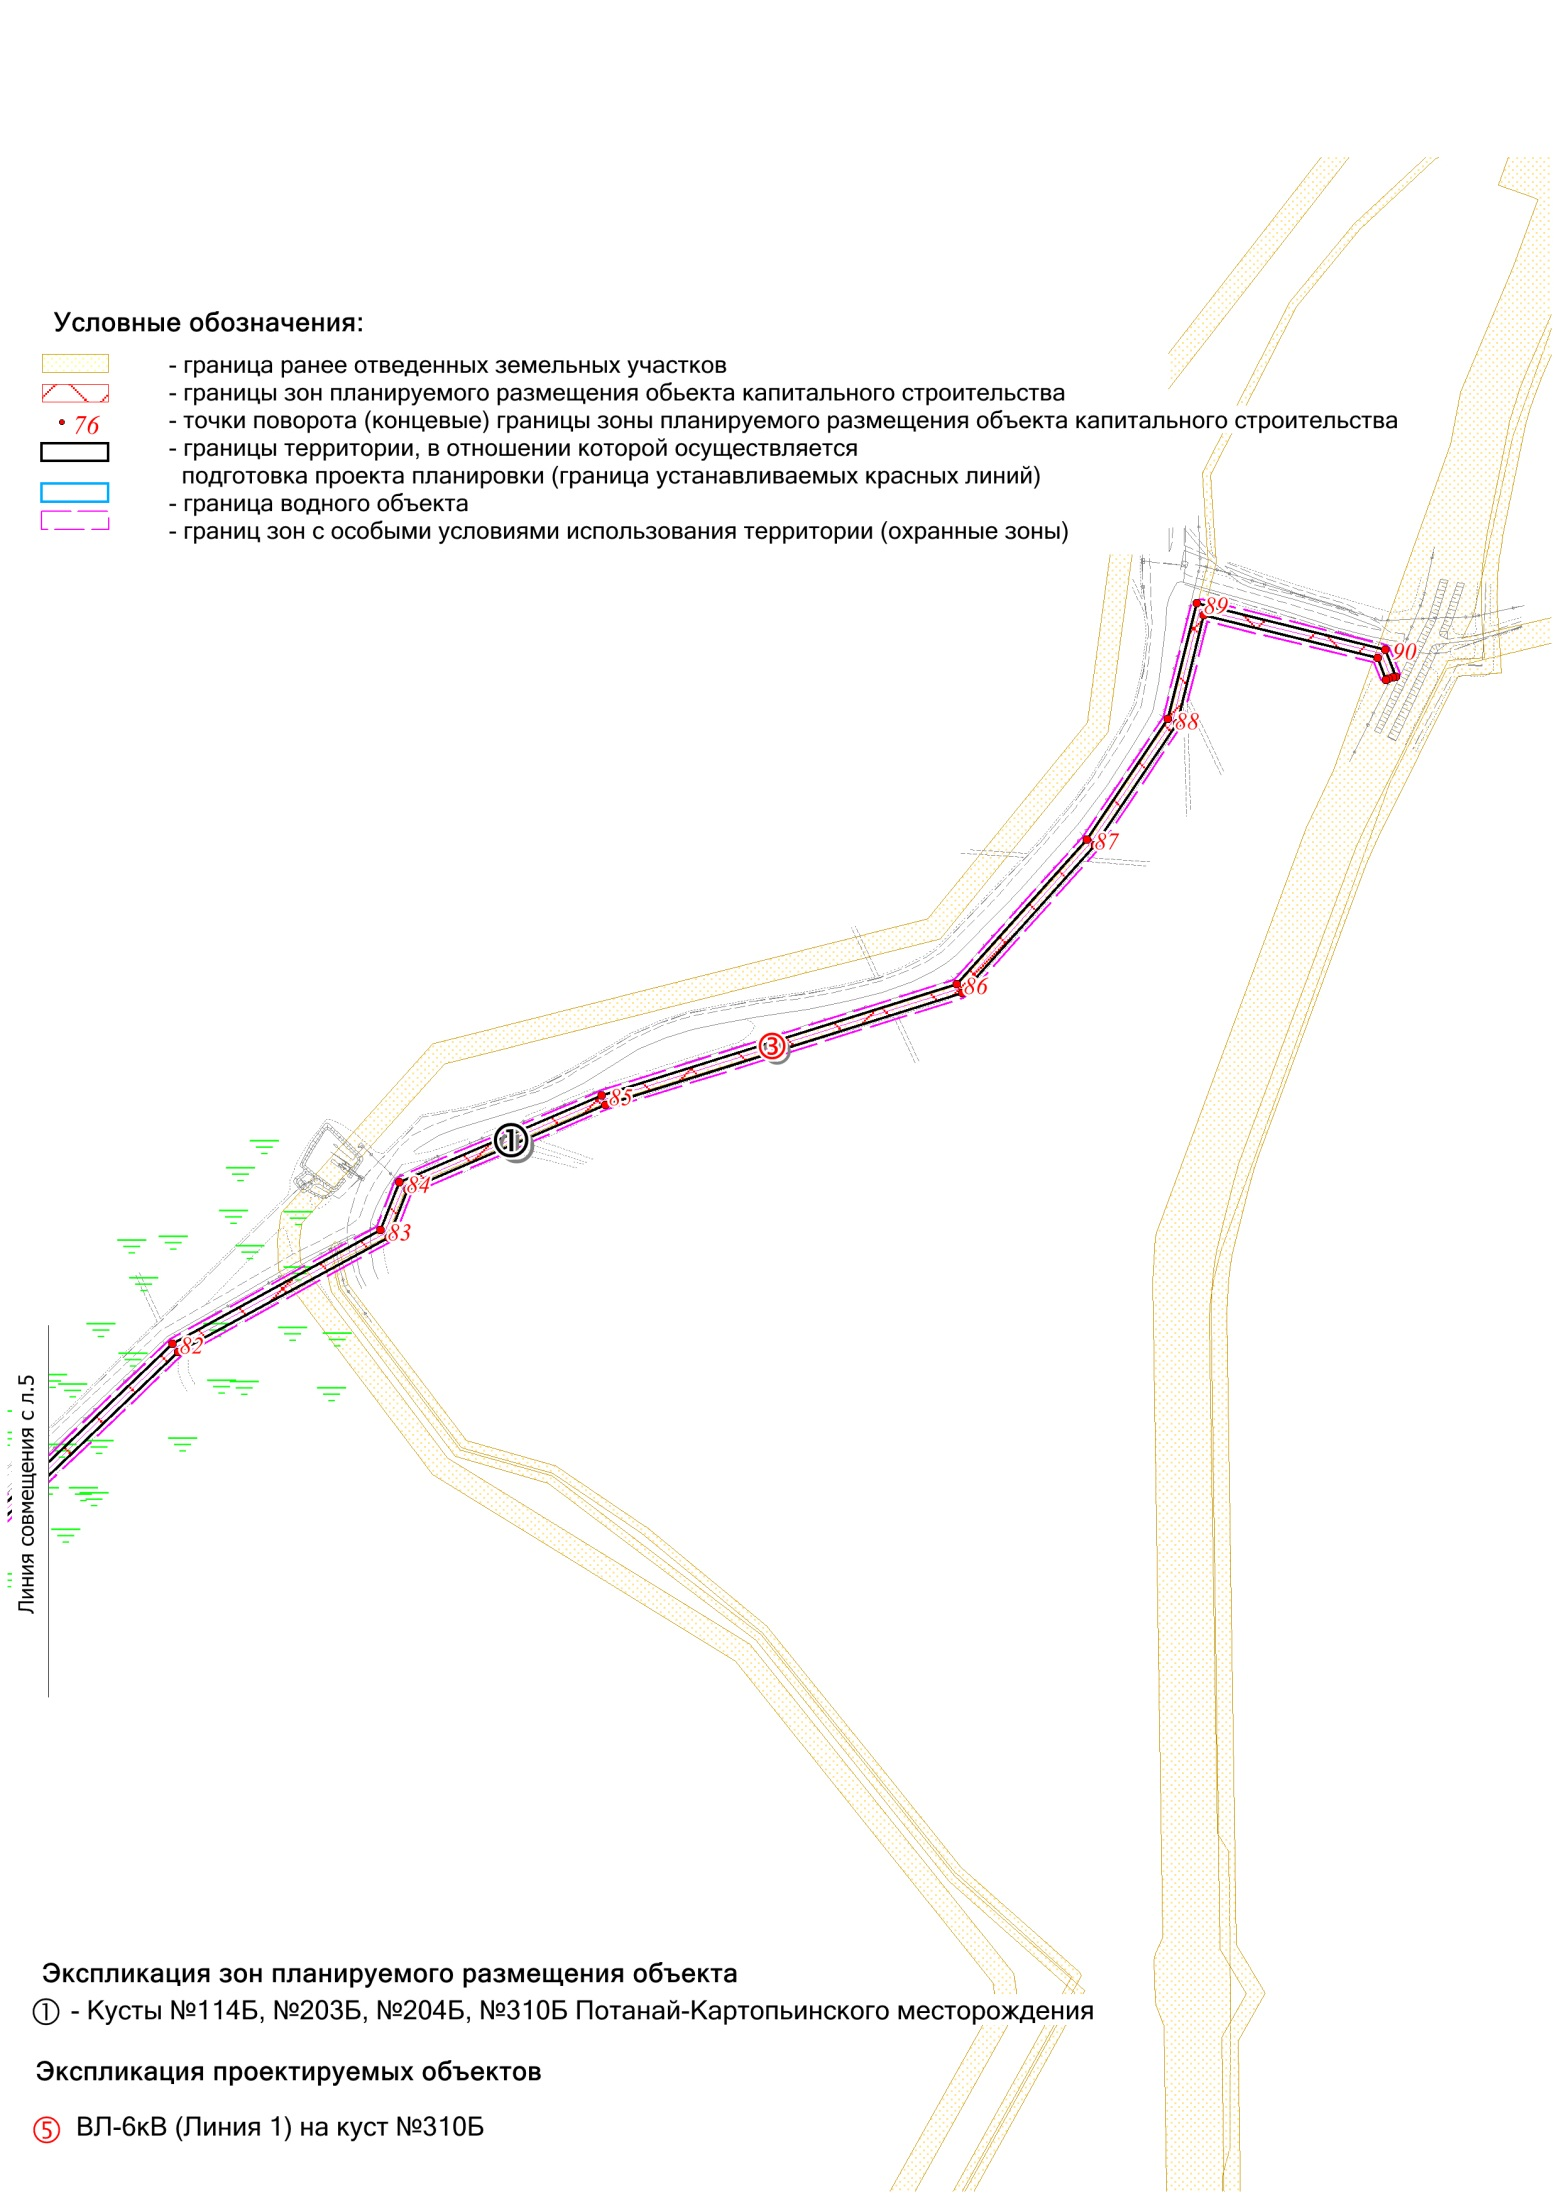 Условные обозначения:
- граница ранее отведенных земельных участков
- границы зон планируемого размещения обьекта капитального строительства
76
- точки поворота (концевые) границы зоны планируемого размещения объекта капитального строительства
- границы территории, в отношении которой осуществляется
подготовка проекта планировки (граница устанавливаемых красных линий)
- граница водного объекта
- границ зон с особыми условиями использования территории (охранные зоны)
89
90
88
87
86
3
85
1
84
83
82
Линия совмещения с л.5
Экспликация зон планируемого размещения объекта
1 - Кусты №114Б, №203Б, №204Б, №310Б Потанай-Картопьинского месторождения
Экспликация проектируемых объектов
5 ВЛ-6кВ (Линия 1) на куст №310Б